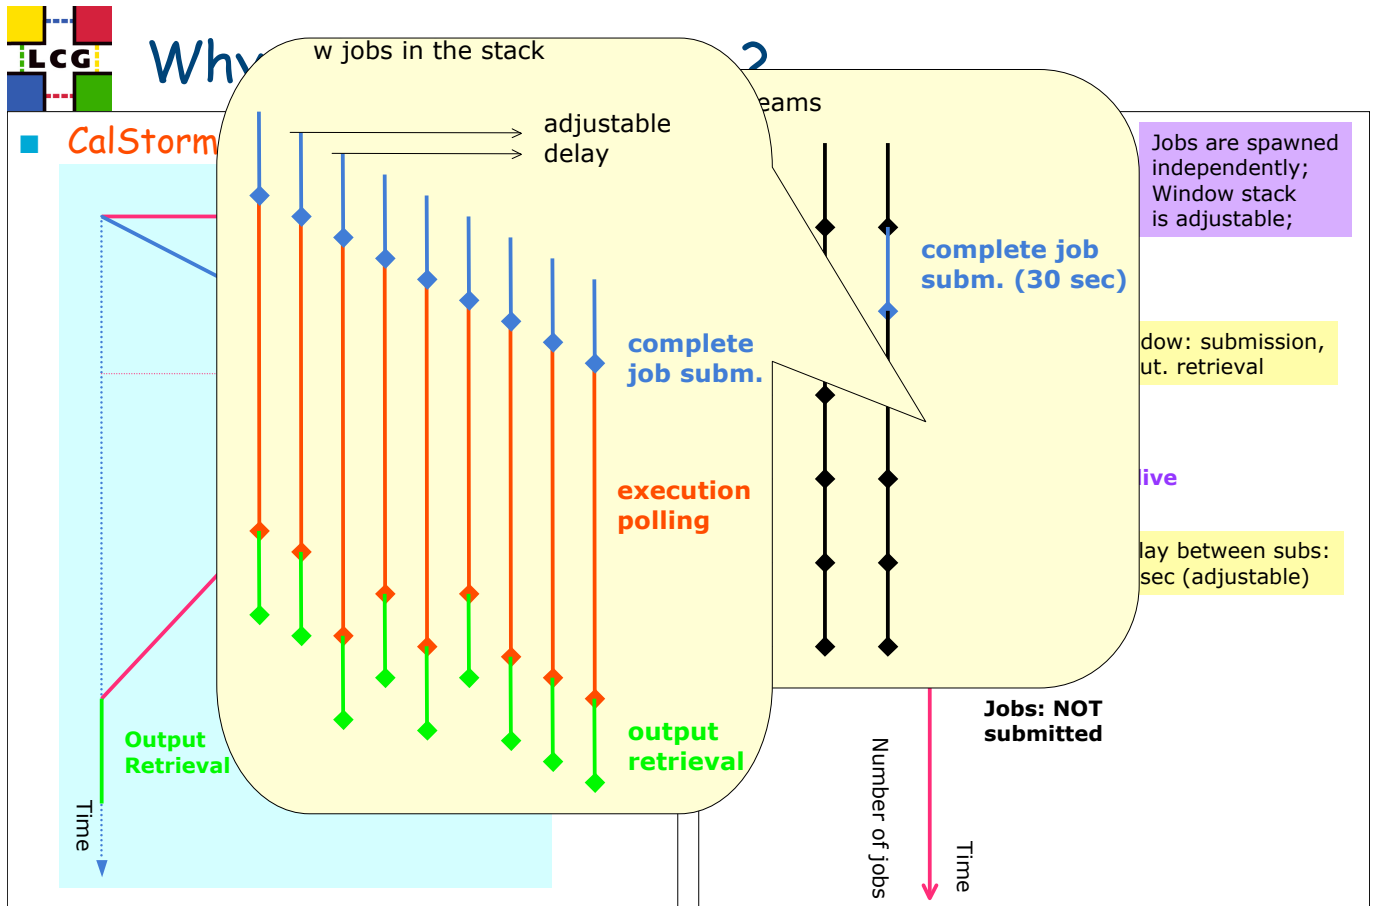 LCG
Why
?
w jobs in the stack
eams
CalStorm
adjustable
delay
Jobs are spawned
independently;
Window stack
is adjustable;
complete job
subm. (30 sec)
dow: submission,
ut. retrieval
complete
job subm.
live
execution
polling
lay between subs:
sec (adjustable)
Jobs: NOT
submitted
output
retrieval
Output
Retrieval
Time
Number of jobs
Time